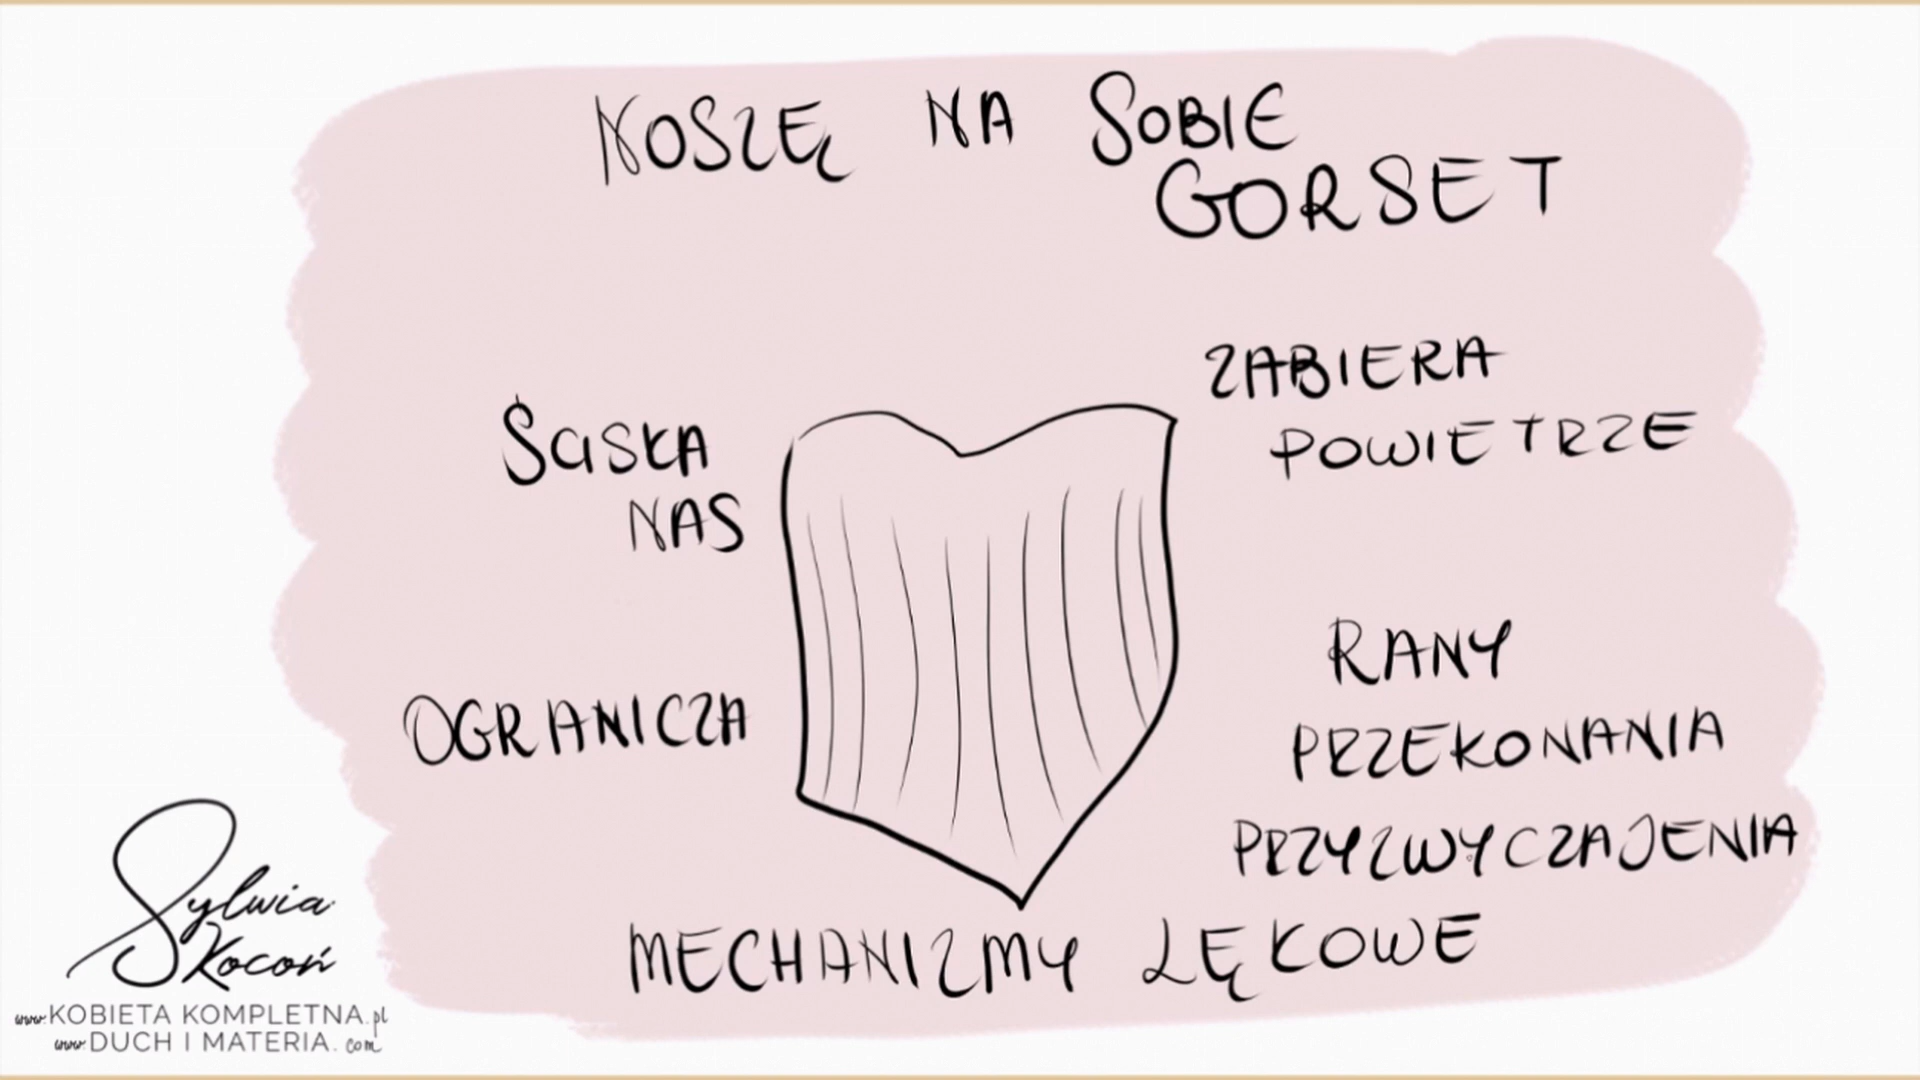 NOSZĘ NA SOBIE
GORSET
ZABIERA
POWIETRZE
ŚCISKA
NAS
OGRANICZA
RANY
PRZEKONANIA
PRZYZWYCZAJENIA
MECHANIZMY LĘKOWE
Sylwia
Kocoń
www.KOBIETA KOMPLETNA.pl
www.DUCH I MATERIA.com